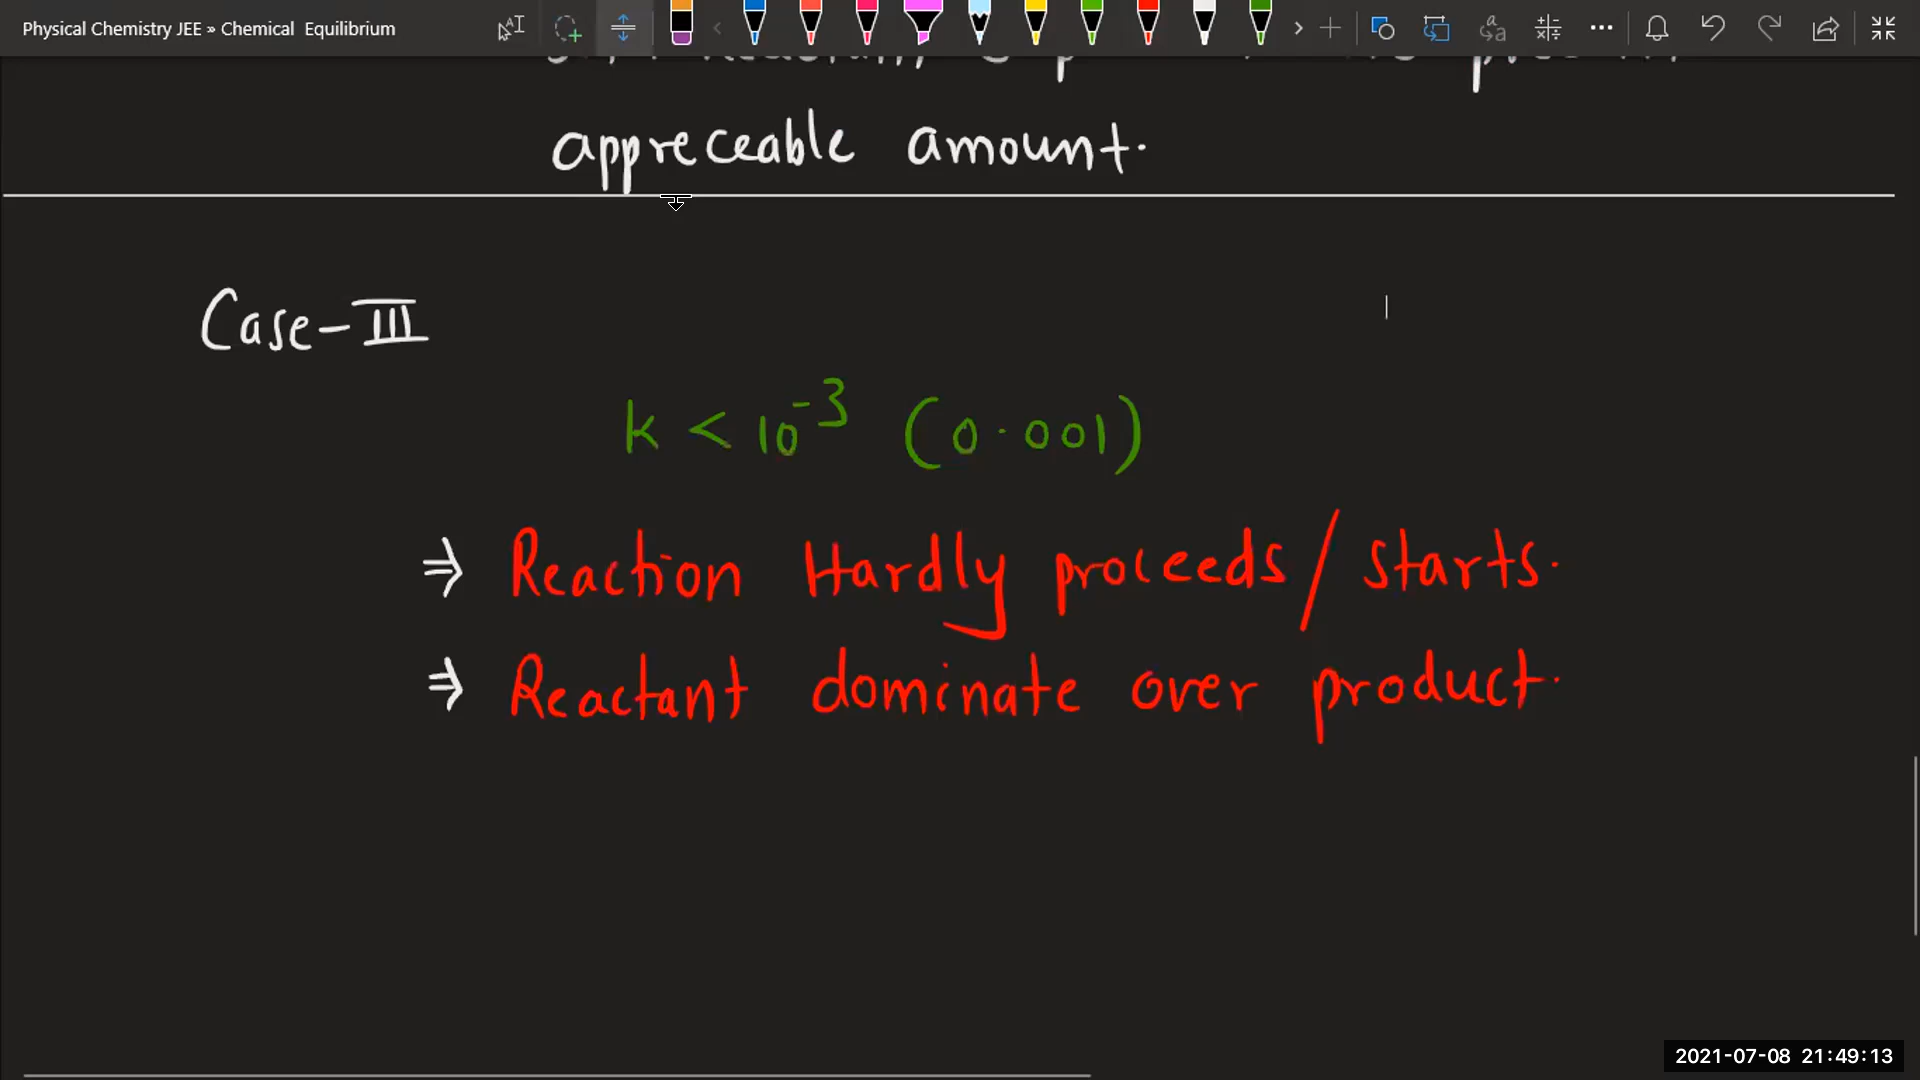 Physical Chemistry JEE » Chemical Equilibrium
appreceable amount.
Case-III
k < 10⁻³ (0.001)
⇒ Reaction Hardly proceeds / starts.
⇒ Reactant dominate over product.
2021-07-08 21:49:13